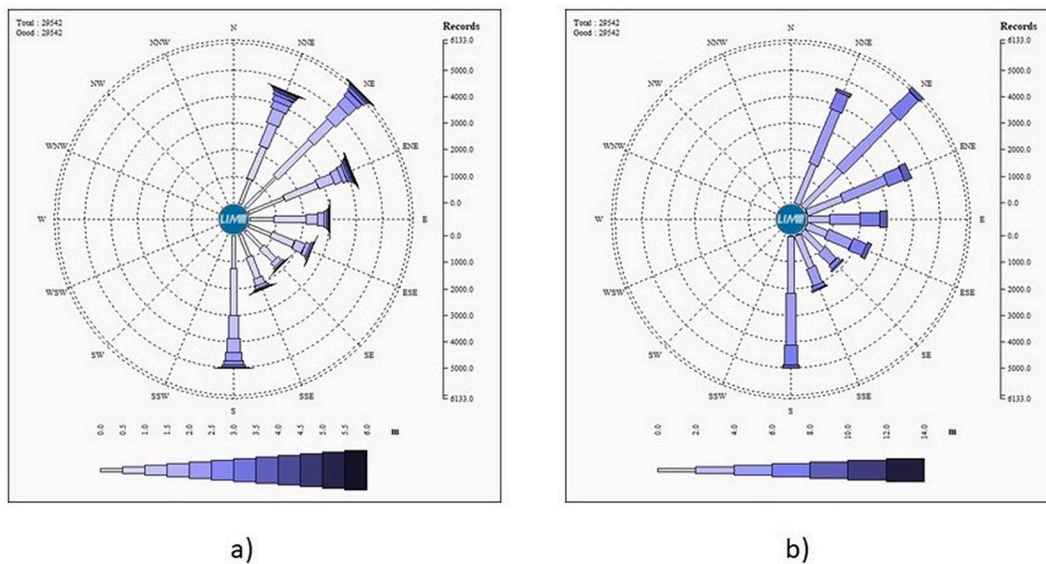 Total : 29542
Good : 29542
Records
N
NNE
NE
ENE
E
ESE
SE
SSE
S
SSW
SW
WSW
W
WNW
NW
NNW
LIM
6133.0
5000.0
4000.0
3000.0
2000.0
1000.0
0.0
0.0
1000.0
2000.0
3000.0
4000.0
5000.0
6133.0
0.0 0.5 1.0 1.5 2.0 2.5 3.0 3.5 4.0 4.5 5.0 5.5 6.0 m
a)
Total : 29542
Good : 29542
Records
N
NNE
NE
ENE
E
ESE
SE
SSE
S
SSW
SW
WSW
W
WNW
NW
NNW
LIM
6133.0
5000.0
4000.0
3000.0
2000.0
1000.0
0.0
0.0
1000.0
2000.0
3000.0
4000.0
5000.0
6133.0
0.0 2.0 4.0 6.0 8.0 10.0 12.0 14.0 m
b)